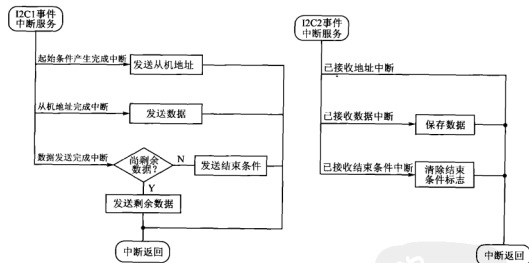 I2C1事件
中断服务
起始条件产生完成中断
发送从机地址
从机地址完成中断
发送数据
数据发送完成中断
尚剩余
数据?
N
发送结束条件
Y
发送剩余数据
中断返回
I2C2事件
中断服务
已接收地址中断
已接收数据中断
保存数据
已接收结束条件中断
清除结束
条件标志
中断返回